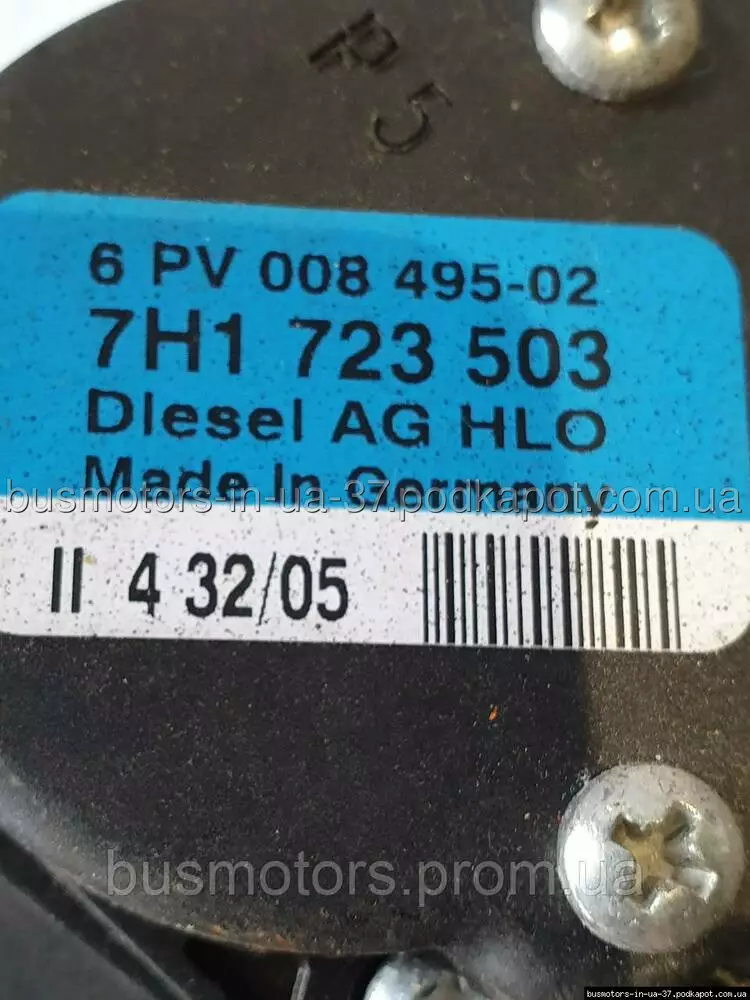 P 5
6 PV 008 495-02
7H1 723 503
Diesel AG HLO
Made in Germany
busmotors-in-ua-37.podkapot.com.ua
II 4 32/05
busmotors.prom.ua
busmotors-in-ua-37.podkapot.com.ua